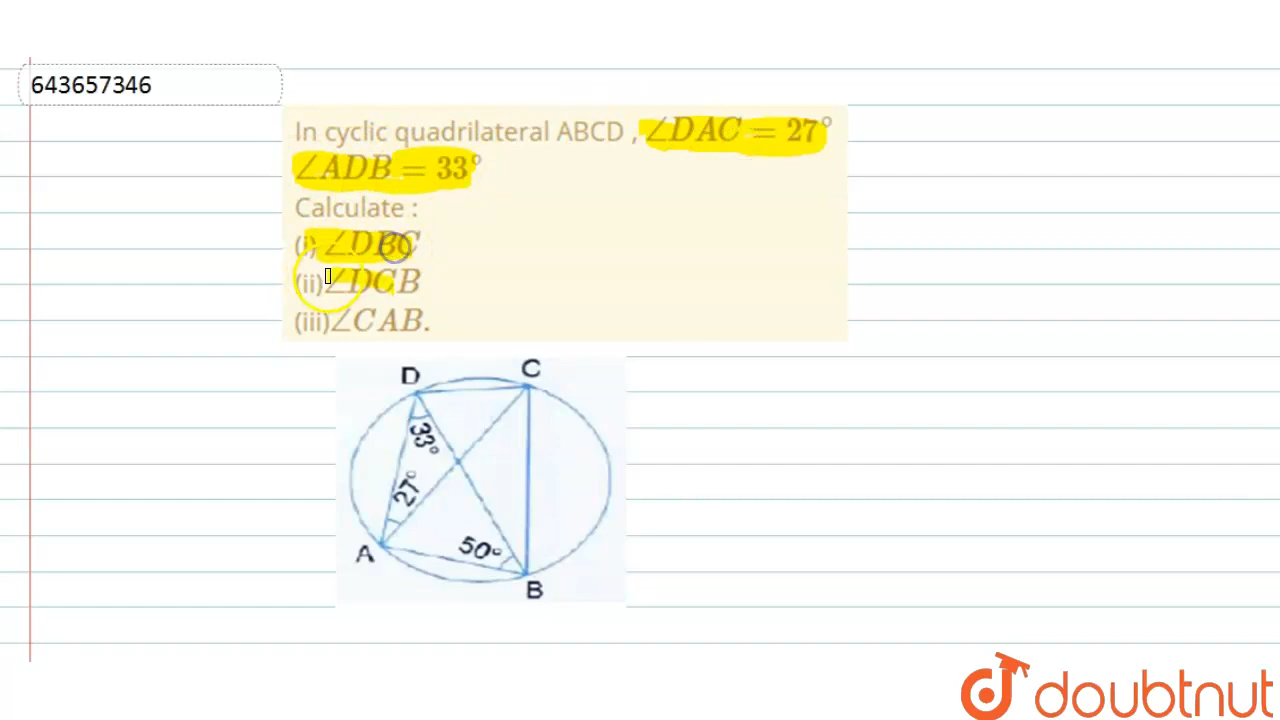 643657346
In cyclic quadrilateral ABCD , ∠DAC = 27°
∠ADB = 33°
Calculate :
(i) ∠DBC
(ii)∠DCB
(iii)∠CAB.
D
C
33°
27°
50°
A
B
doubtnut